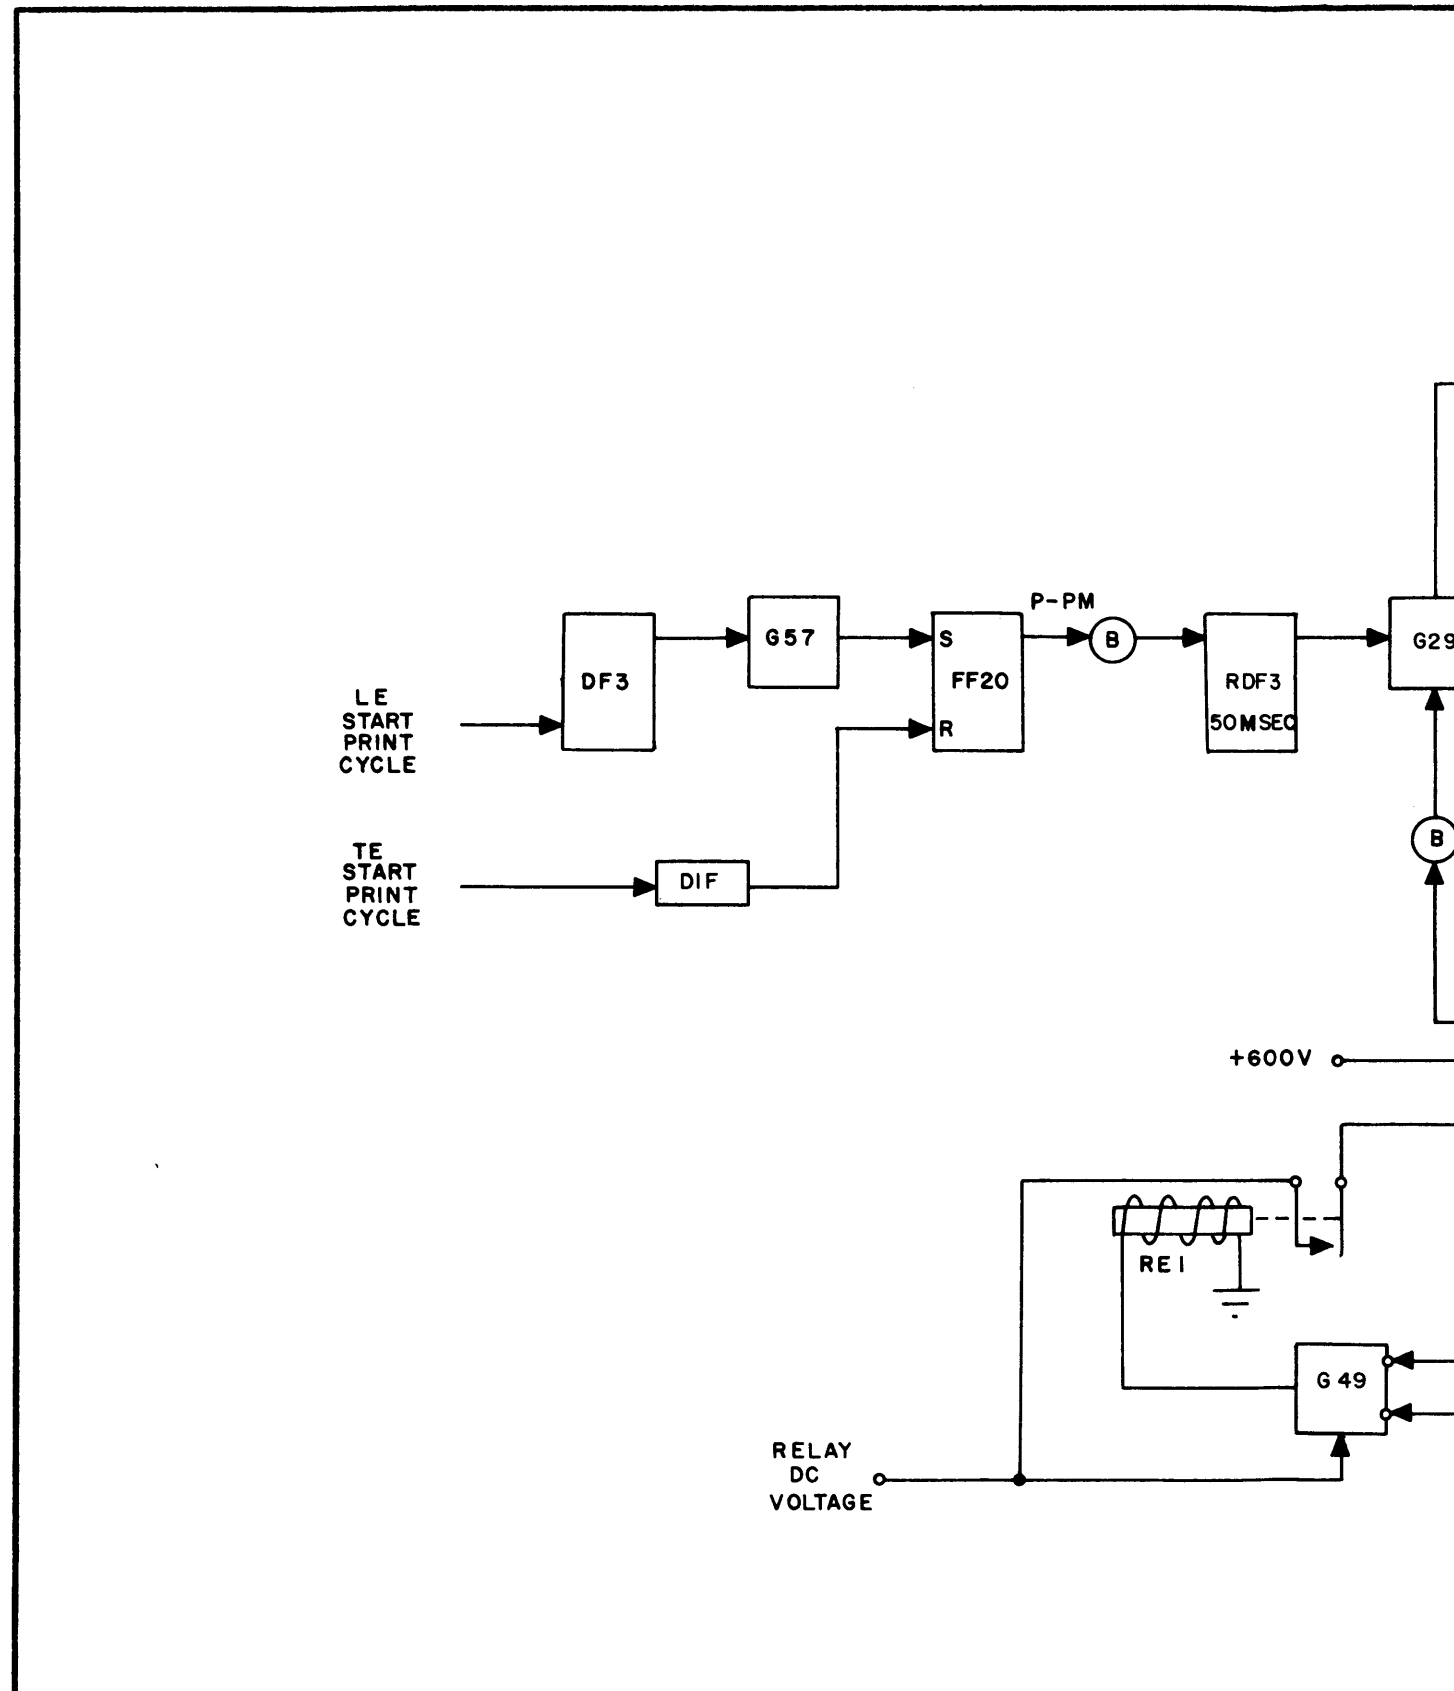 P-PM
G57
S
B
G29
DF3
FF20
RDF3
50MSEC
R
LE
START
PRINT
CYCLE
B
TE
START
PRINT
CYCLE
DIF
+600V
RE1
G49
RELAY
DC
VOLTAGE